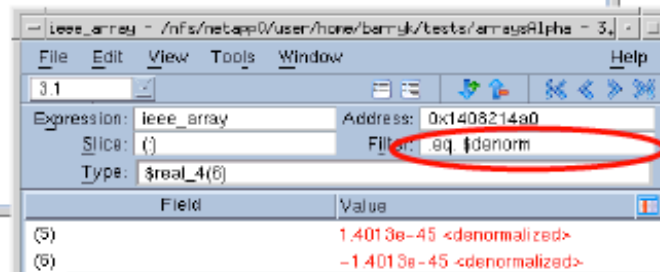 ieee_array - /nfs/netapp0/user/home/barryk/tests/arraysAlpha - 3.
File Edit View Tools Window Help
3.1
Expression: ieee_array Address: 0x1408214a0
Slice: (:) Filter: .eq. $denorm
Type: $real_4(6)
Field Value
(5) 1.4013e-45 <denormalized>
(6) -1.4013e-45 <denormalized>